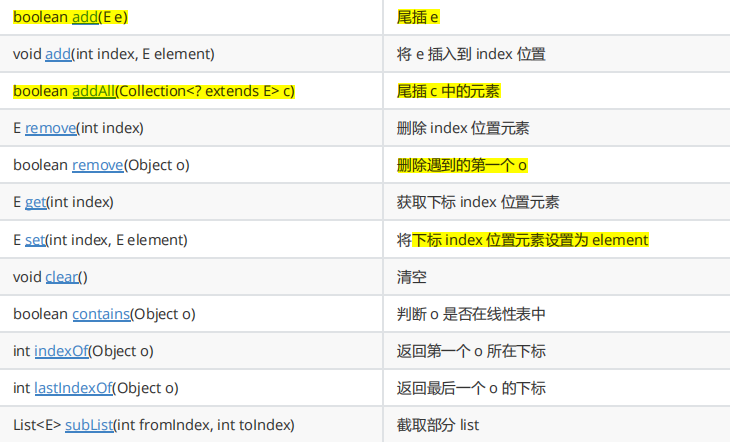 boolean add(E e) 尾插 e
void add(int index, E element) 将 e 插入到 index 位置
boolean addAll(Collection<? extends E> c) 尾插 c 中的元素
E remove(int index) 删除 index 位置元素
boolean remove(Object o) 删除遇到的第一个 o
E get(int index) 获取下标 index 位置元素
E set(int index, E element) 将下标 index 位置元素设置为 element
void clear() 清空
boolean contains(Object o) 判断 o 是否在线性表中
int indexOf(Object o) 返回第一个 o 所在下标
int lastIndexOf(Object o) 返回最后一个 o 的下标
List<E> subList(int fromIndex, int toIndex) 截取部分 list